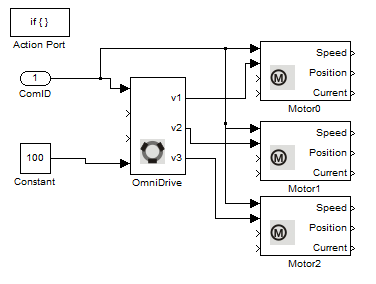 if { }
Action Port
1
ComID
100
Constant
v1
v2
v3
OmniDrive
Speed
Position
M
Current
Motor0
Speed
Position
M
Current
Motor1
Speed
Position
M
Current
Motor2